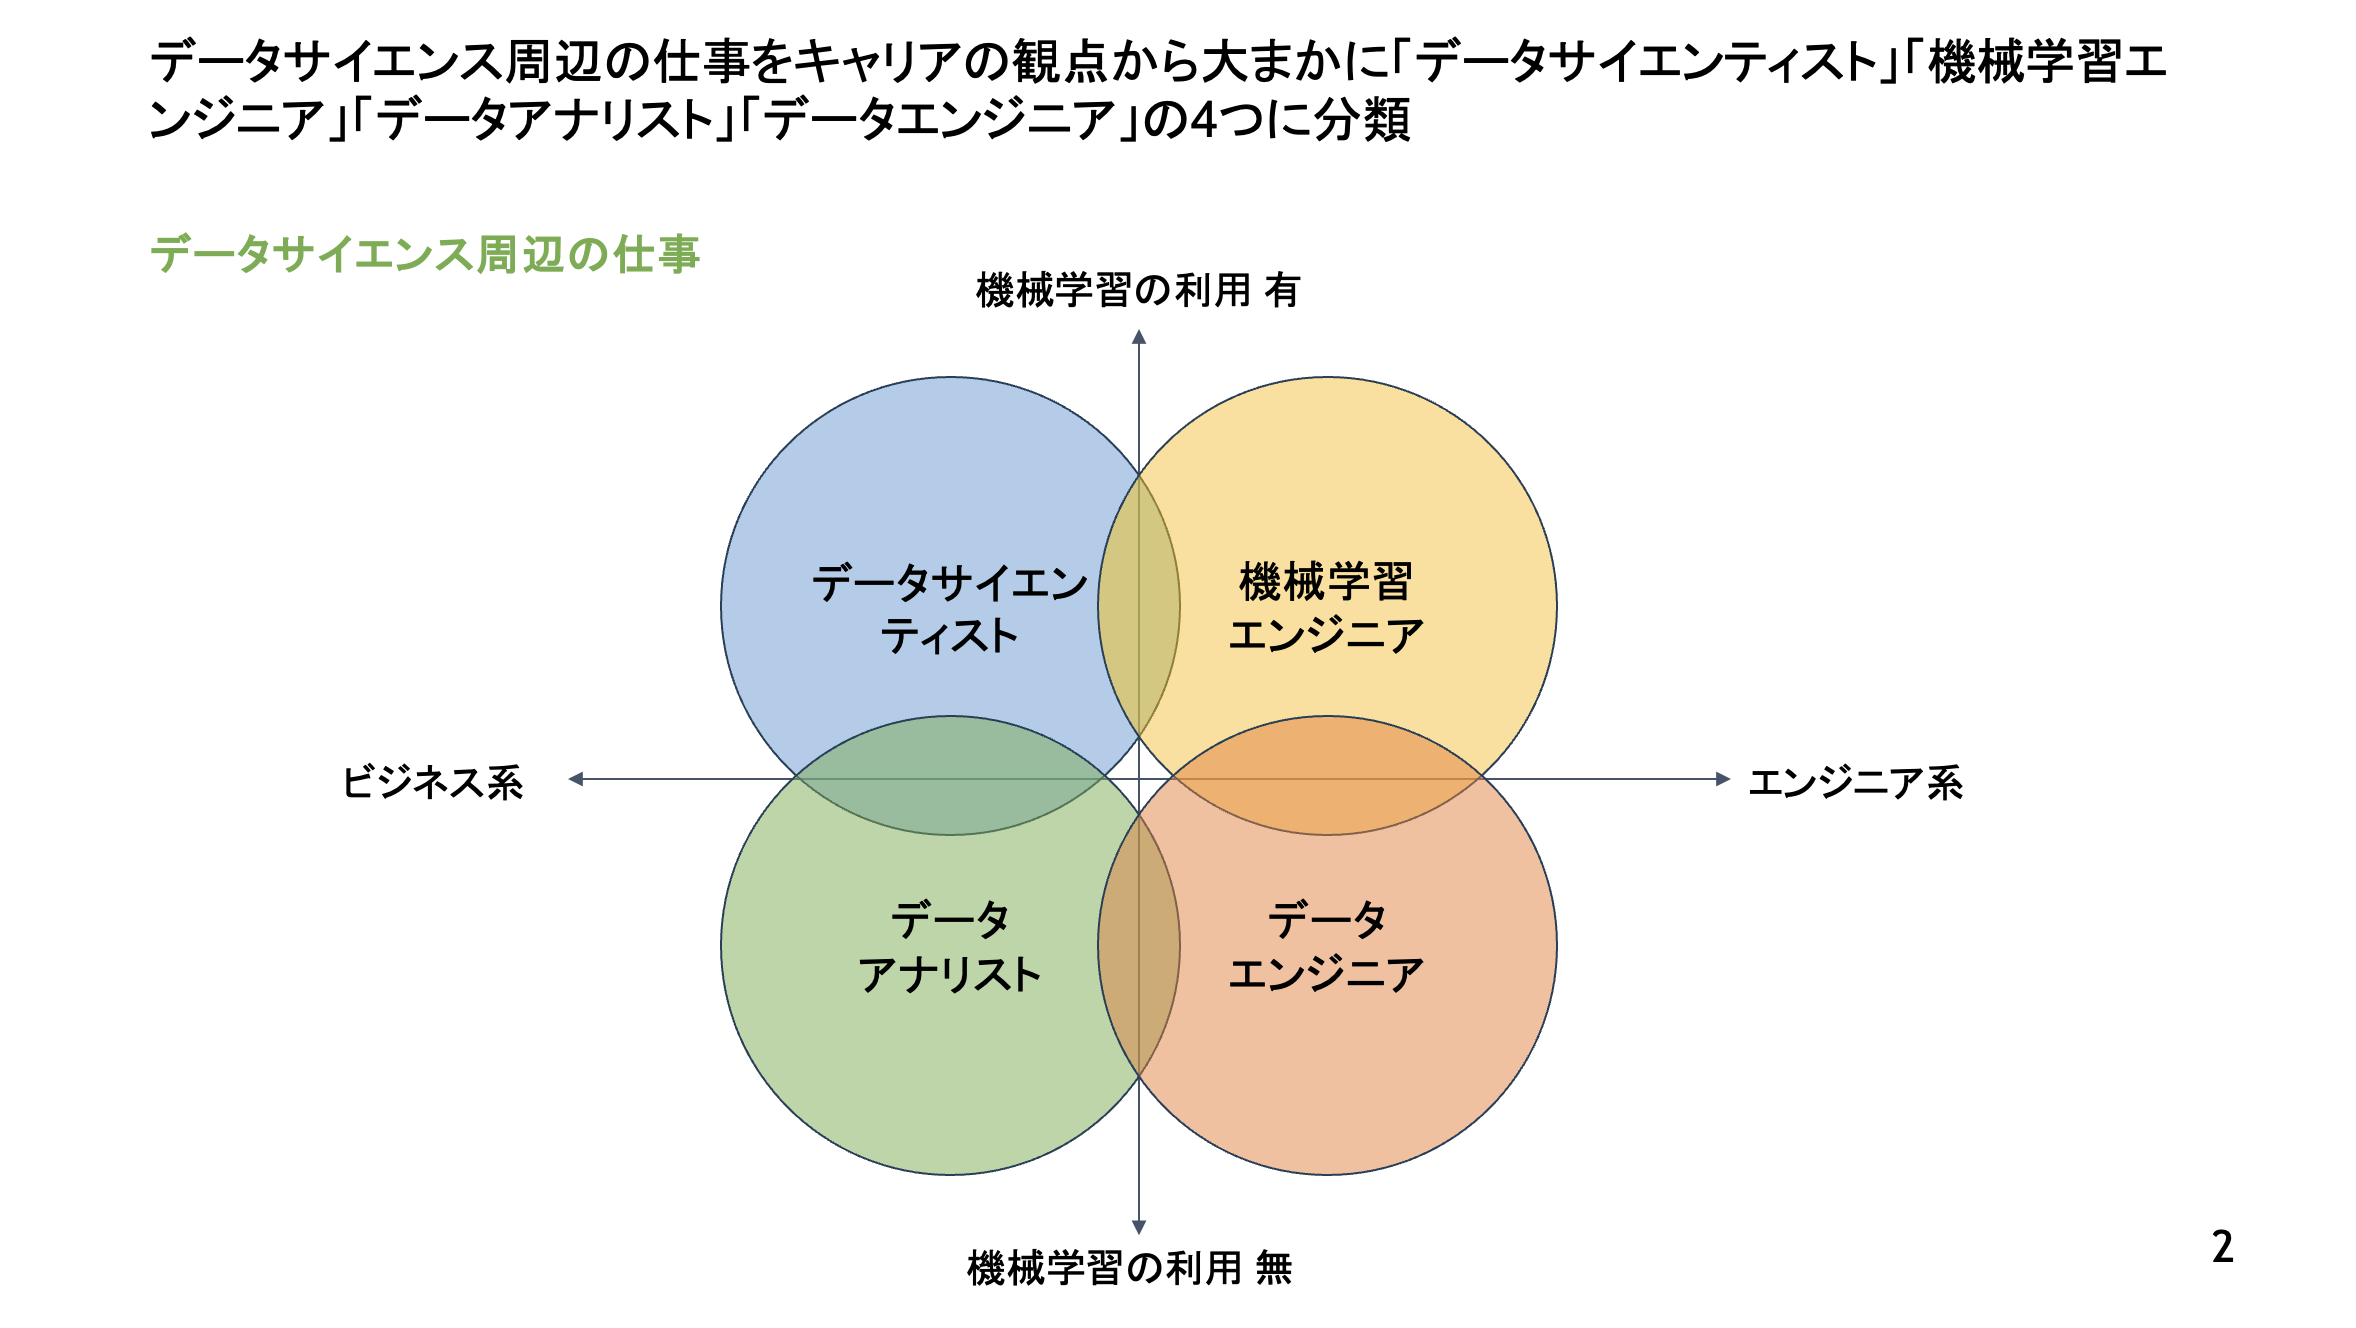 データサイエンス周辺の仕事をキャリアの観点から大まかに「データサイエンティスト」「機械学習エ
ンジニア」「データアナリスト」「データエンジニア」の4つに分類
データサイエンス周辺の仕事
機械学習の利用 有
データサイエン
ティスト
機械学習
エンジニア
ビジネス系
エンジニア系
データ
アナリスト
データ
エンジニア
機械学習の利用 無
2